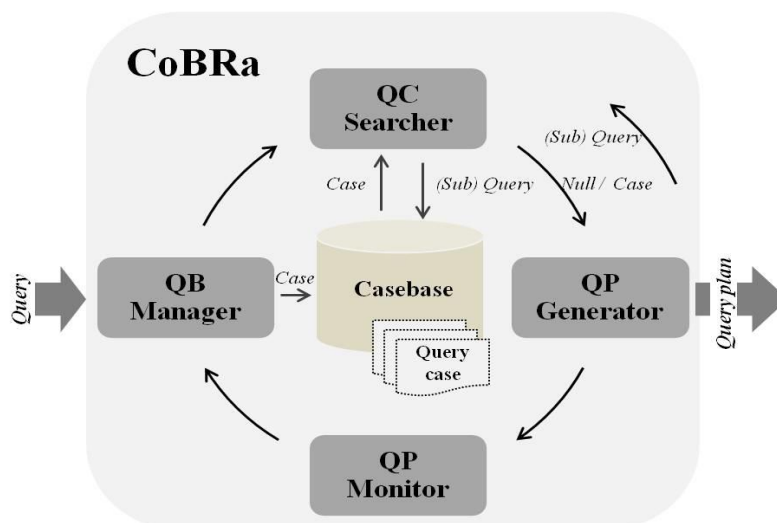 CoBRa
QC
Searcher
(Sub) Query
Case
(Sub) Query
Null / Case
Query
QB
Manager
Case
Casebase
QP
Generator
Query plan
Query
case
QP
Monitor